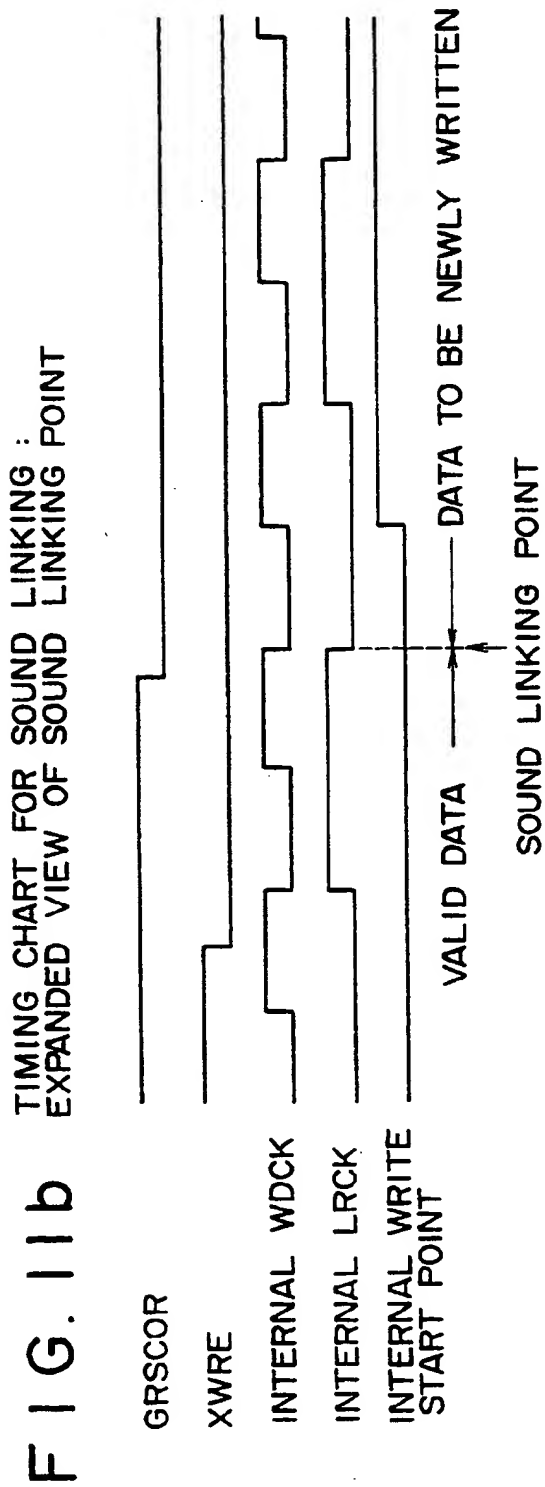 FIG. 11b
TIMING CHART FOR SOUND LINKING :
EXPANDED VIEW OF SOUND LINKING POINT
GRSCOR
XWRE
INTERNAL WDCK
INTERNAL LRCK
INTERNAL WRITE
START POINT
VALID DATA
DATA TO BE NEWLY WRITTEN
SOUND LINKING POINT